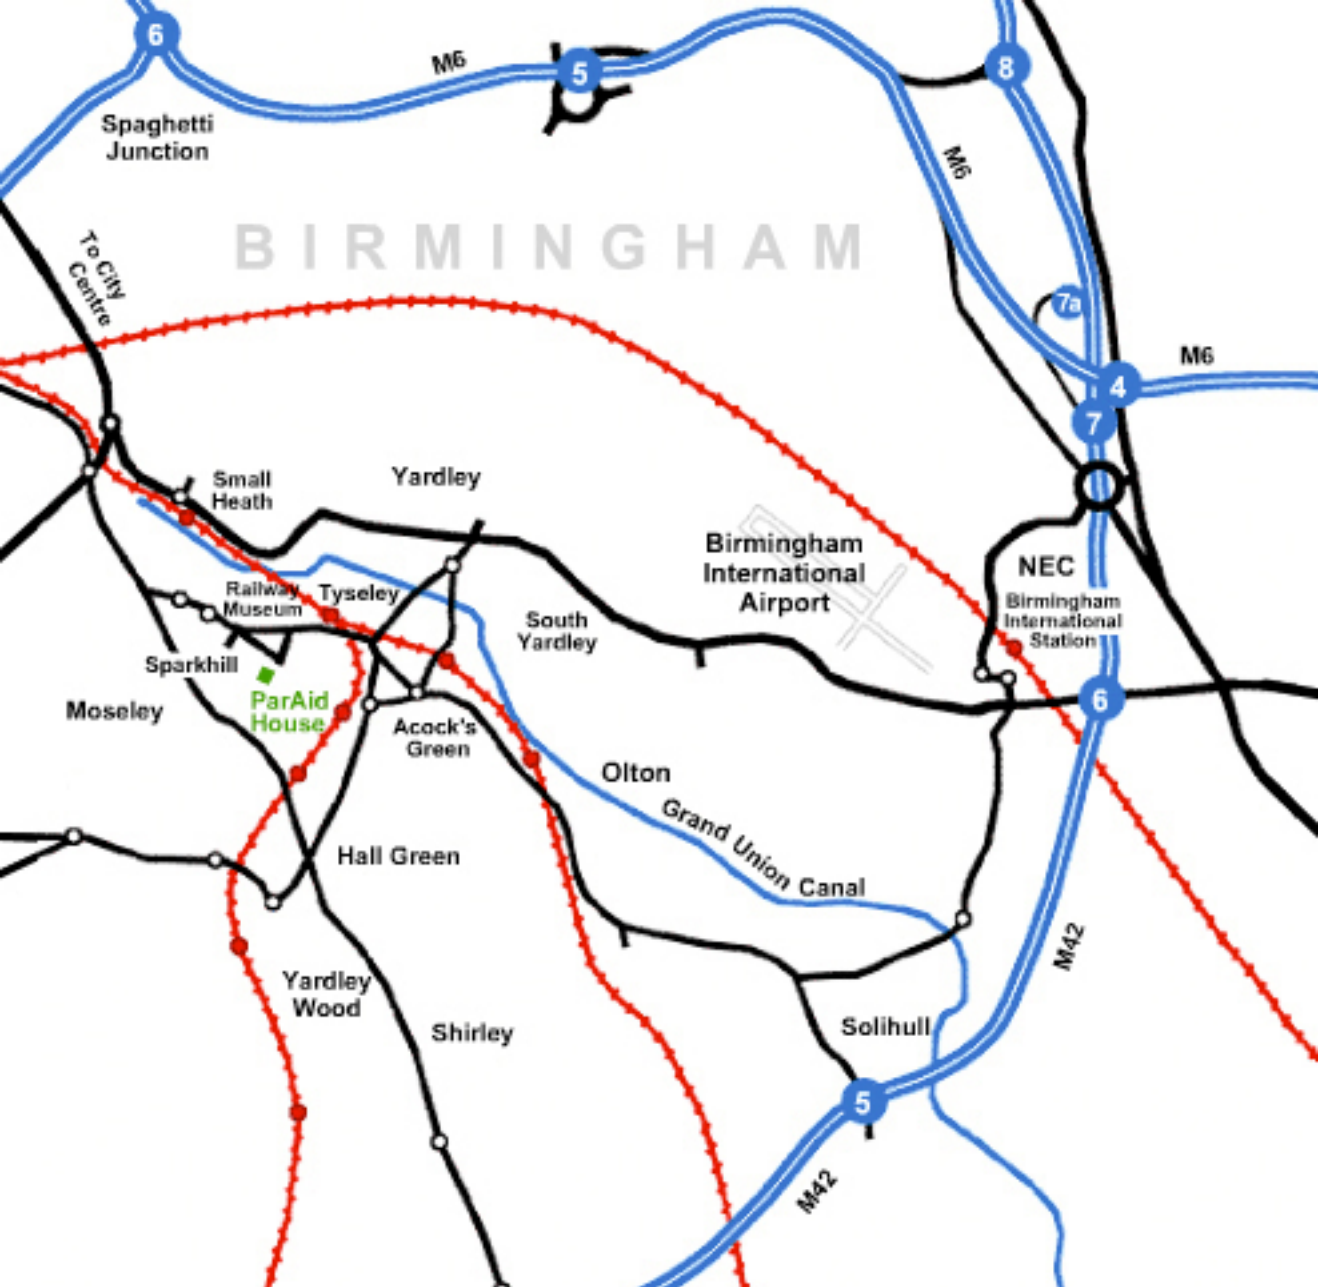 6
M6
5
8
Spaghetti
Junction
M6
BIRMINGHAM
To City
Centre
7a
M6
4
7
Small
Heath
Yardley
Birmingham
International
Airport
NEC
Birmingham
International
Station
Railway
Museum
Tyseley
South
Yardley
Sparkhill
ParAid
House
Moseley
6
Acock's
Green
Olton
Grand Union Canal
Hall Green
M42
Yardley
Wood
Shirley
Solihull
5
M42